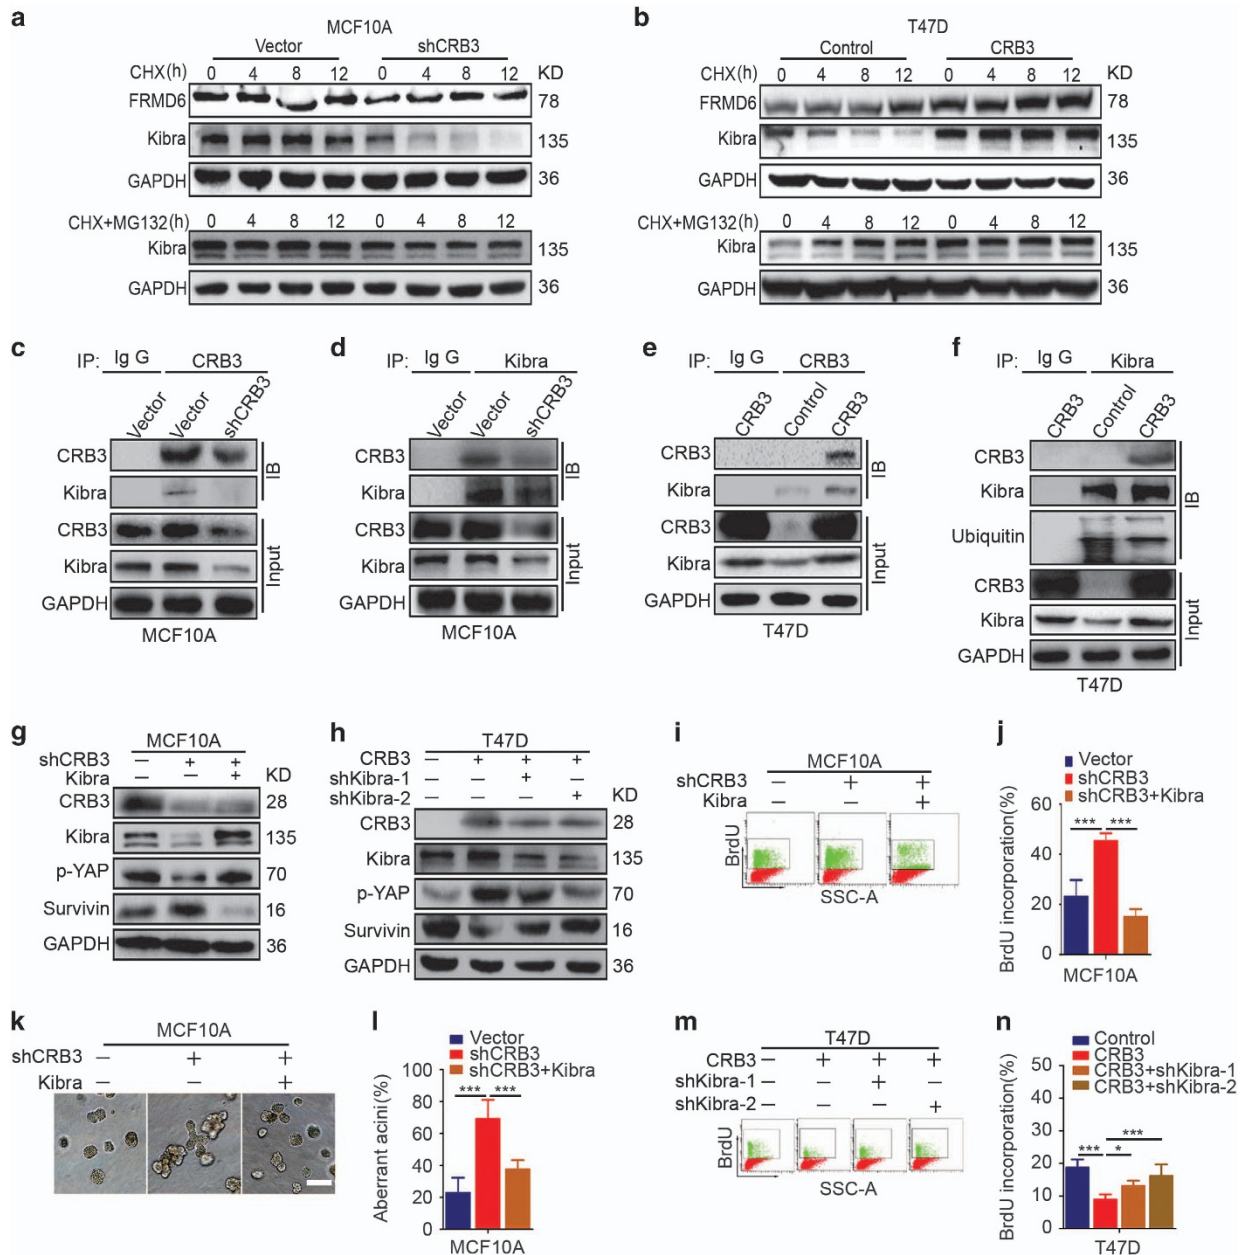 a
MCF10A
Vector shCRB3
CHX(h) 0 4 8 12 0 4 8 12 KD
FRMD6 78
Kibra 135
GAPDH 36
CHX+MG132(h) 0 4 8 12 0 4 8 12
Kibra 135
GAPDH 36
b
T47D
Control CRB3
CHX(h) 0 4 8 12 0 4 8 12 KD
FRMD6 78
Kibra 135
GAPDH 36
CHX+MG132(h) 0 4 8 12 0 4 8 12
Kibra 135
GAPDH 36
c
IP: Ig G CRB3
Vector Vector shCRB3
CRB3
Kibra
IB
CRB3
Kibra
GAPDH
Input
MCF10A
d
IP: Ig G Kibra
Vector Vector shCRB3
CRB3
Kibra
IB
CRB3
Kibra
GAPDH
Input
MCF10A
e
IP: Ig G CRB3
CRB3 Control CRB3
CRB3
Kibra
IB
CRB3
Kibra
GAPDH
Input
T47D
f
IP: Ig G Kibra
CRB3 Control CRB3
CRB3
Kibra
Ubiquitin
IB
CRB3
Kibra
GAPDH
Input
T47D
g
MCF10A
shCRB3 — + +
Kibra — — + KD
CRB3 28
Kibra 135
p-YAP 70
Survivin 16
GAPDH 36
h
T47D
CRB3 — + + +
shKibra-1 — — + —
shKibra-2 — — — + KD
CRB3 28
Kibra 135
p-YAP 70
Survivin 16
GAPDH 36
i
MCF10A
shCRB3 — + +
Kibra — — +
BrdU
SSC-A
j
Vector
shCRB3
shCRB3+Kibra
BrdU incorporation(%)
60
40
20
0
*** ***
MCF10A
k
MCF10A
shCRB3 — + +
Kibra — — +
l
Vector
shCRB3
shCRB3+Kibra
Aberrant acini(%)
100
80
60
40
20
0
*** ***
MCF10A
m
T47D
CRB3 — + + +
shKibra-1 — — + —
shKibra-2 — — — +
BrdU
SSC-A
n
Control
CRB3
CRB3+shKibra-1
CRB3+shKibra-2
BrdU incorporation(%)
50
40
30
20
10
0
***
*** *
T47D